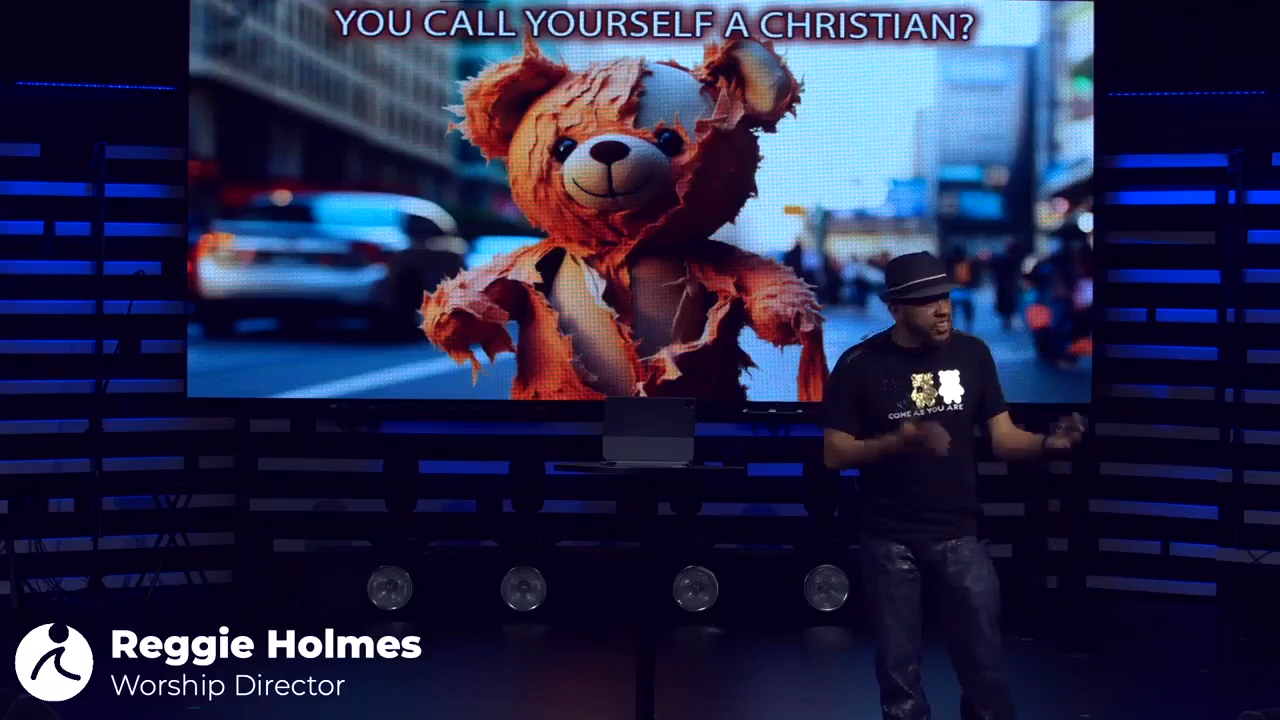 YOU CALL YOURSELF A CHRISTIAN?
COME AS YOU ARE
Reggie Holmes
Worship Director